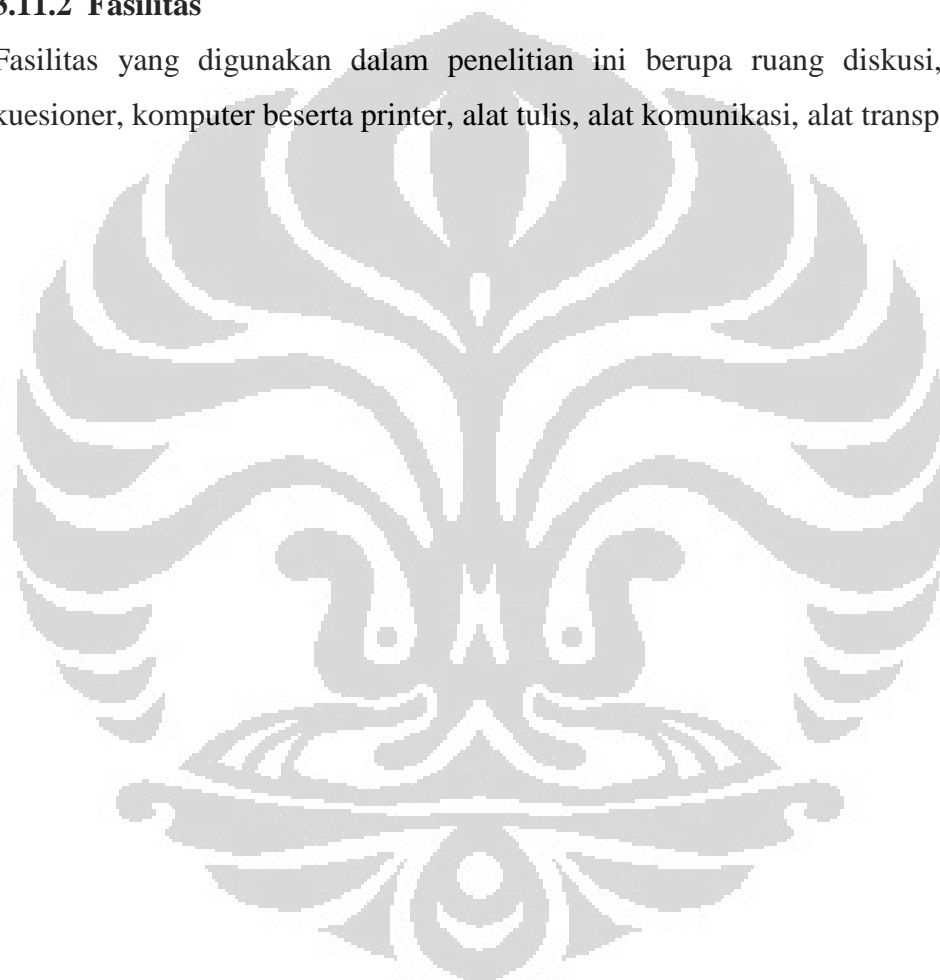 3.11.2 Fasilitas
Fasilitas yang digunakan dalam penelitian ini berupa ruang diskusi,
kuesioner, komputer beserta printer, alat tulis, alat komunikasi, alat transp